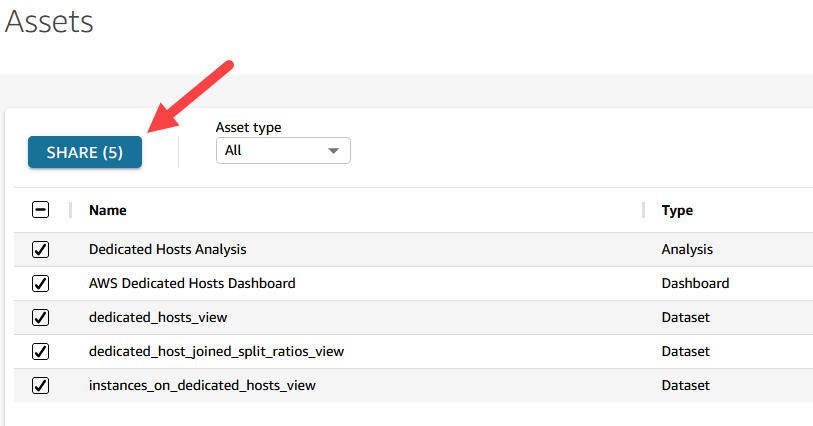 Assets
Asset type
SHARE (5)
All
Name Type
Dedicated Hosts Analysis Analysis
AWS Dedicated Hosts Dashboard Dashboard
dedicated_hosts_view Dataset
dedicated_host_joined_split_ratios_view Dataset
instances_on_dedicated_hosts_view Dataset